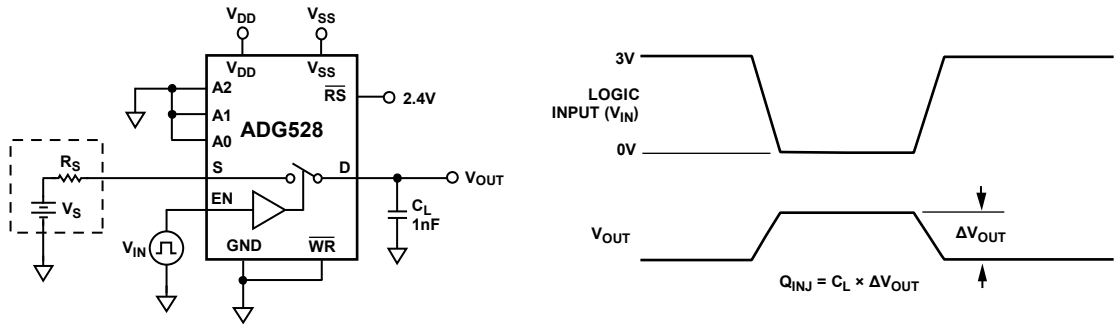 VDD
VSS
VDD
VSS
A2
A1
A0
RS
2.4V
ADG528
RS
VS
S
D
VOUT
EN
CL
1nF
VIN
GND
WR
3V
LOGIC
INPUT (VIN)
0V
VOUT
ΔVOUT
QINJ = CL × ΔVOUT